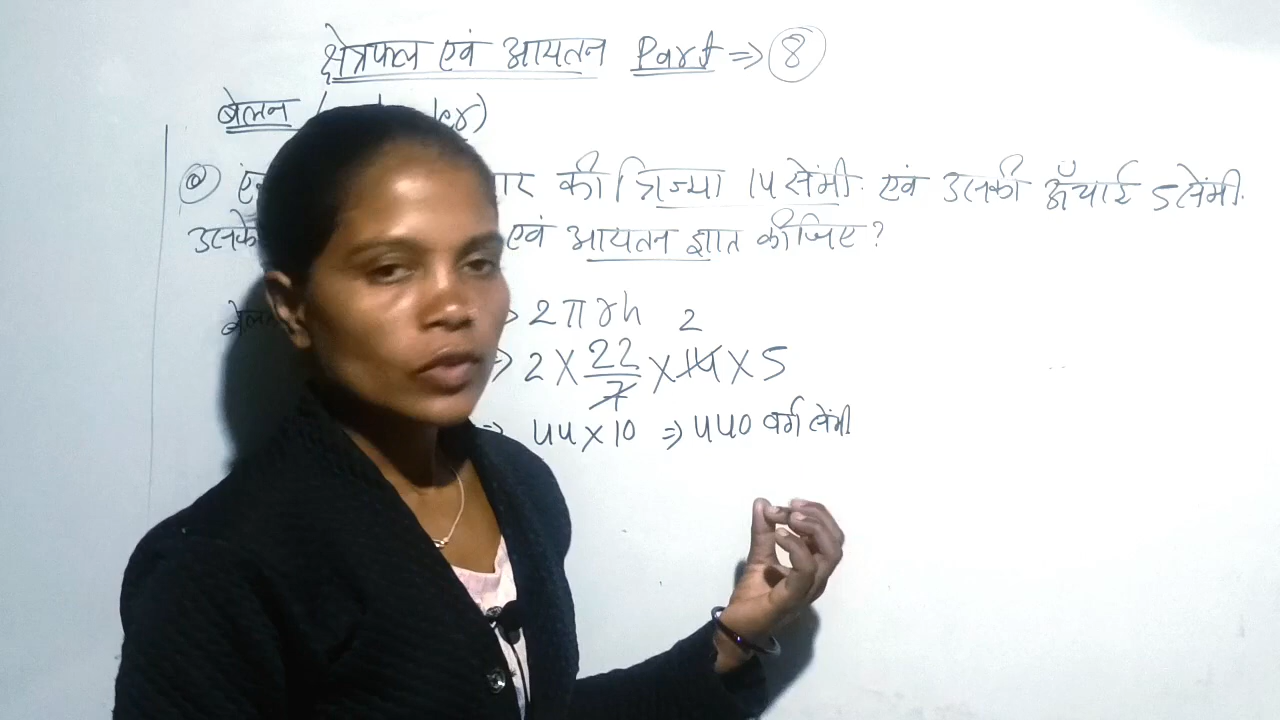 क्षेत्रफल एवं आयतन Part ⇒ 8
बेलन
की त्रिज्या 14 सेंमी. एवं उसकी ऊँचाई 5 सेंमी.
उसके एवं आयतन ज्ञात कीजिए ?
2πrh 2
⇒ 2 × 22/7 × 14 × 5
⇒ 44 × 10 ⇒ 440 वर्ग सेंमी